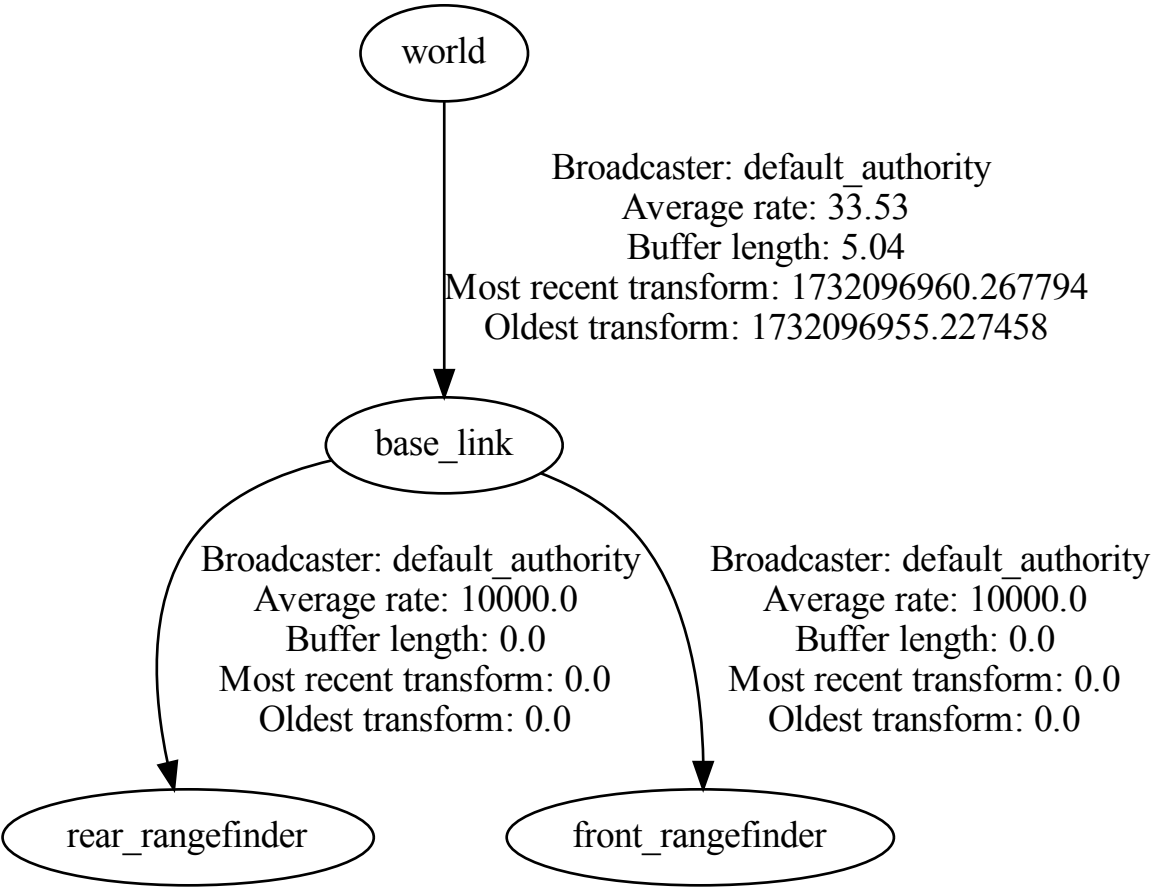 world
Broadcaster: default_authority
Average rate: 33.53
Buffer length: 5.04
Most recent transform: 1732096960.267794
Oldest transform: 1732096955.227458
base_link
Broadcaster: default_authority
Average rate: 10000.0
Buffer length: 0.0
Most recent transform: 0.0
Oldest transform: 0.0
Broadcaster: default_authority
Average rate: 10000.0
Buffer length: 0.0
Most recent transform: 0.0
Oldest transform: 0.0
rear_rangefinder
front_rangefinder